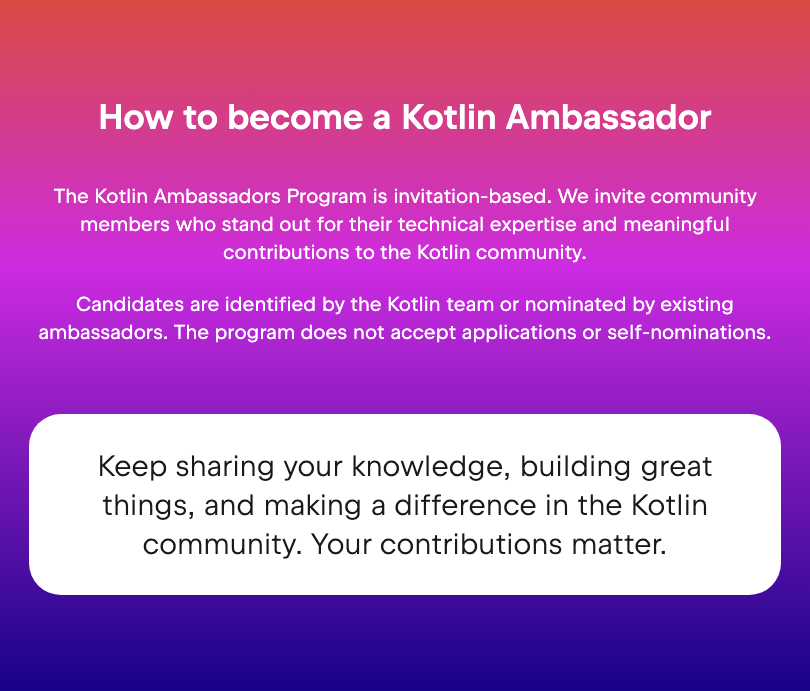 How to become a Kotlin Ambassador
The Kotlin Ambassadors Program is invitation-based. We invite community
members who stand out for their technical expertise and meaningful
contributions to the Kotlin community.
Candidates are identified by the Kotlin team or nominated by existing
ambassadors. The program does not accept applications or self-nominations.
Keep sharing your knowledge, building great
things, and making a difference in the Kotlin
community. Your contributions matter.